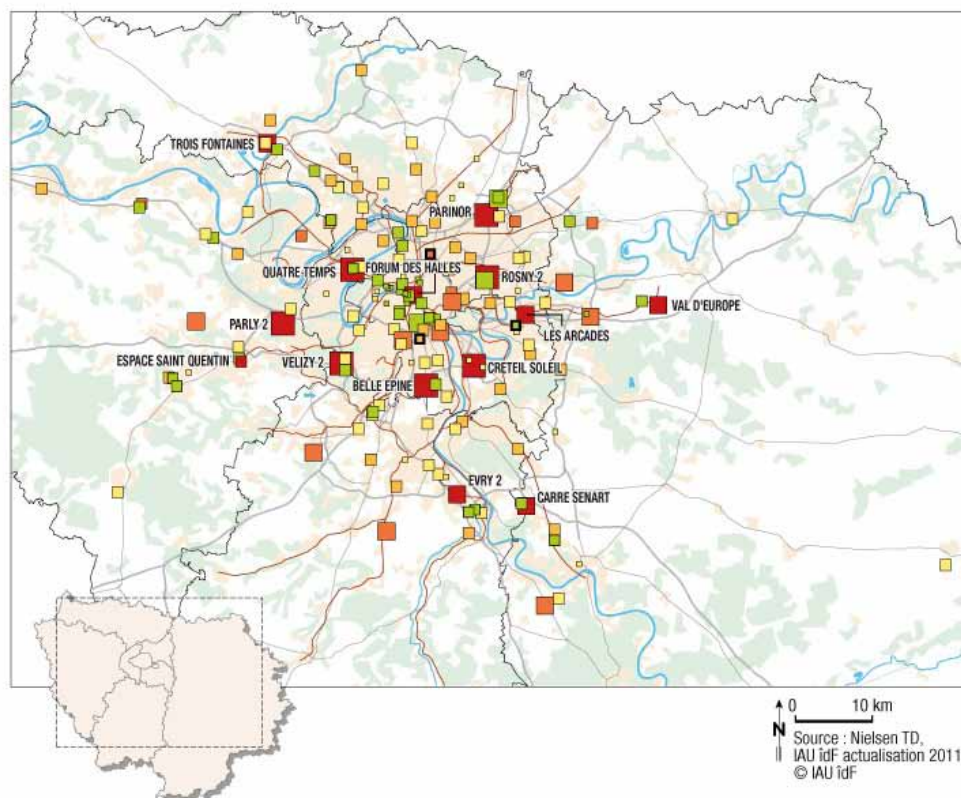 TROIS FONTAINES
PARINOR
QUATRE TEMPS
FORUM DES HALLES
ROSNY 2
VAL D'EUROPE
PARLY 2
LES ARCADES
ESPACE SAINT QUENTIN
VELIZY 2
CRETEIL SOLEIL
BELLE EPINE
EVRY 2
CARRE SENART
0 10 km
N
Source : Nielsen TD,
IAU îdF actualisation 2011
© IAU îdF